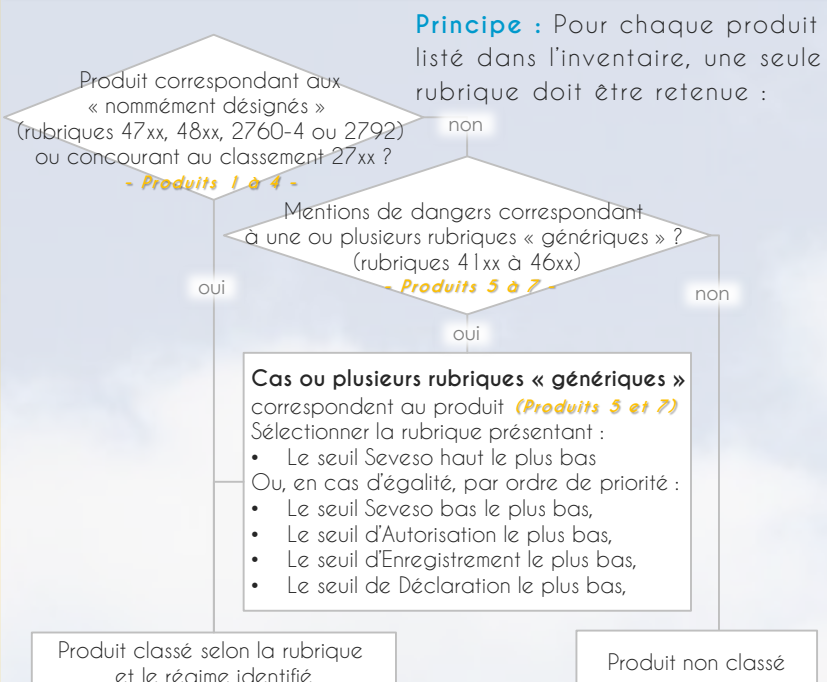 Principe : Pour chaque produit
listé dans l'inventaire, une seule
rubrique doit être retenue :
Produit correspondant aux
« nommément désignés »
(rubriques 47xx, 48xx, 2760-4 ou 2792)
ou concourant au classement 27xx ?
- Produits 1 à 4 -
non
Mentions de dangers correspondant
à une ou plusieurs rubriques « génériques » ?
(rubriques 41xx à 46xx)
- Produits 5 à 7 -
oui
non
oui
Cas ou plusieurs rubriques « génériques »
correspondent au produit (Produits 5 et 7)
Sélectionner la rubrique présentant :
• Le seuil Seveso haut le plus bas
Ou, en cas d'égalité, par ordre de priorité :
• Le seuil Seveso bas le plus bas,
• Le seuil d'Autorisation le plus bas,
• Le seuil d'Enregistrement le plus bas,
• Le seuil de Déclaration le plus bas,
Produit classé selon la rubrique
et le régime identifié
Produit non classé